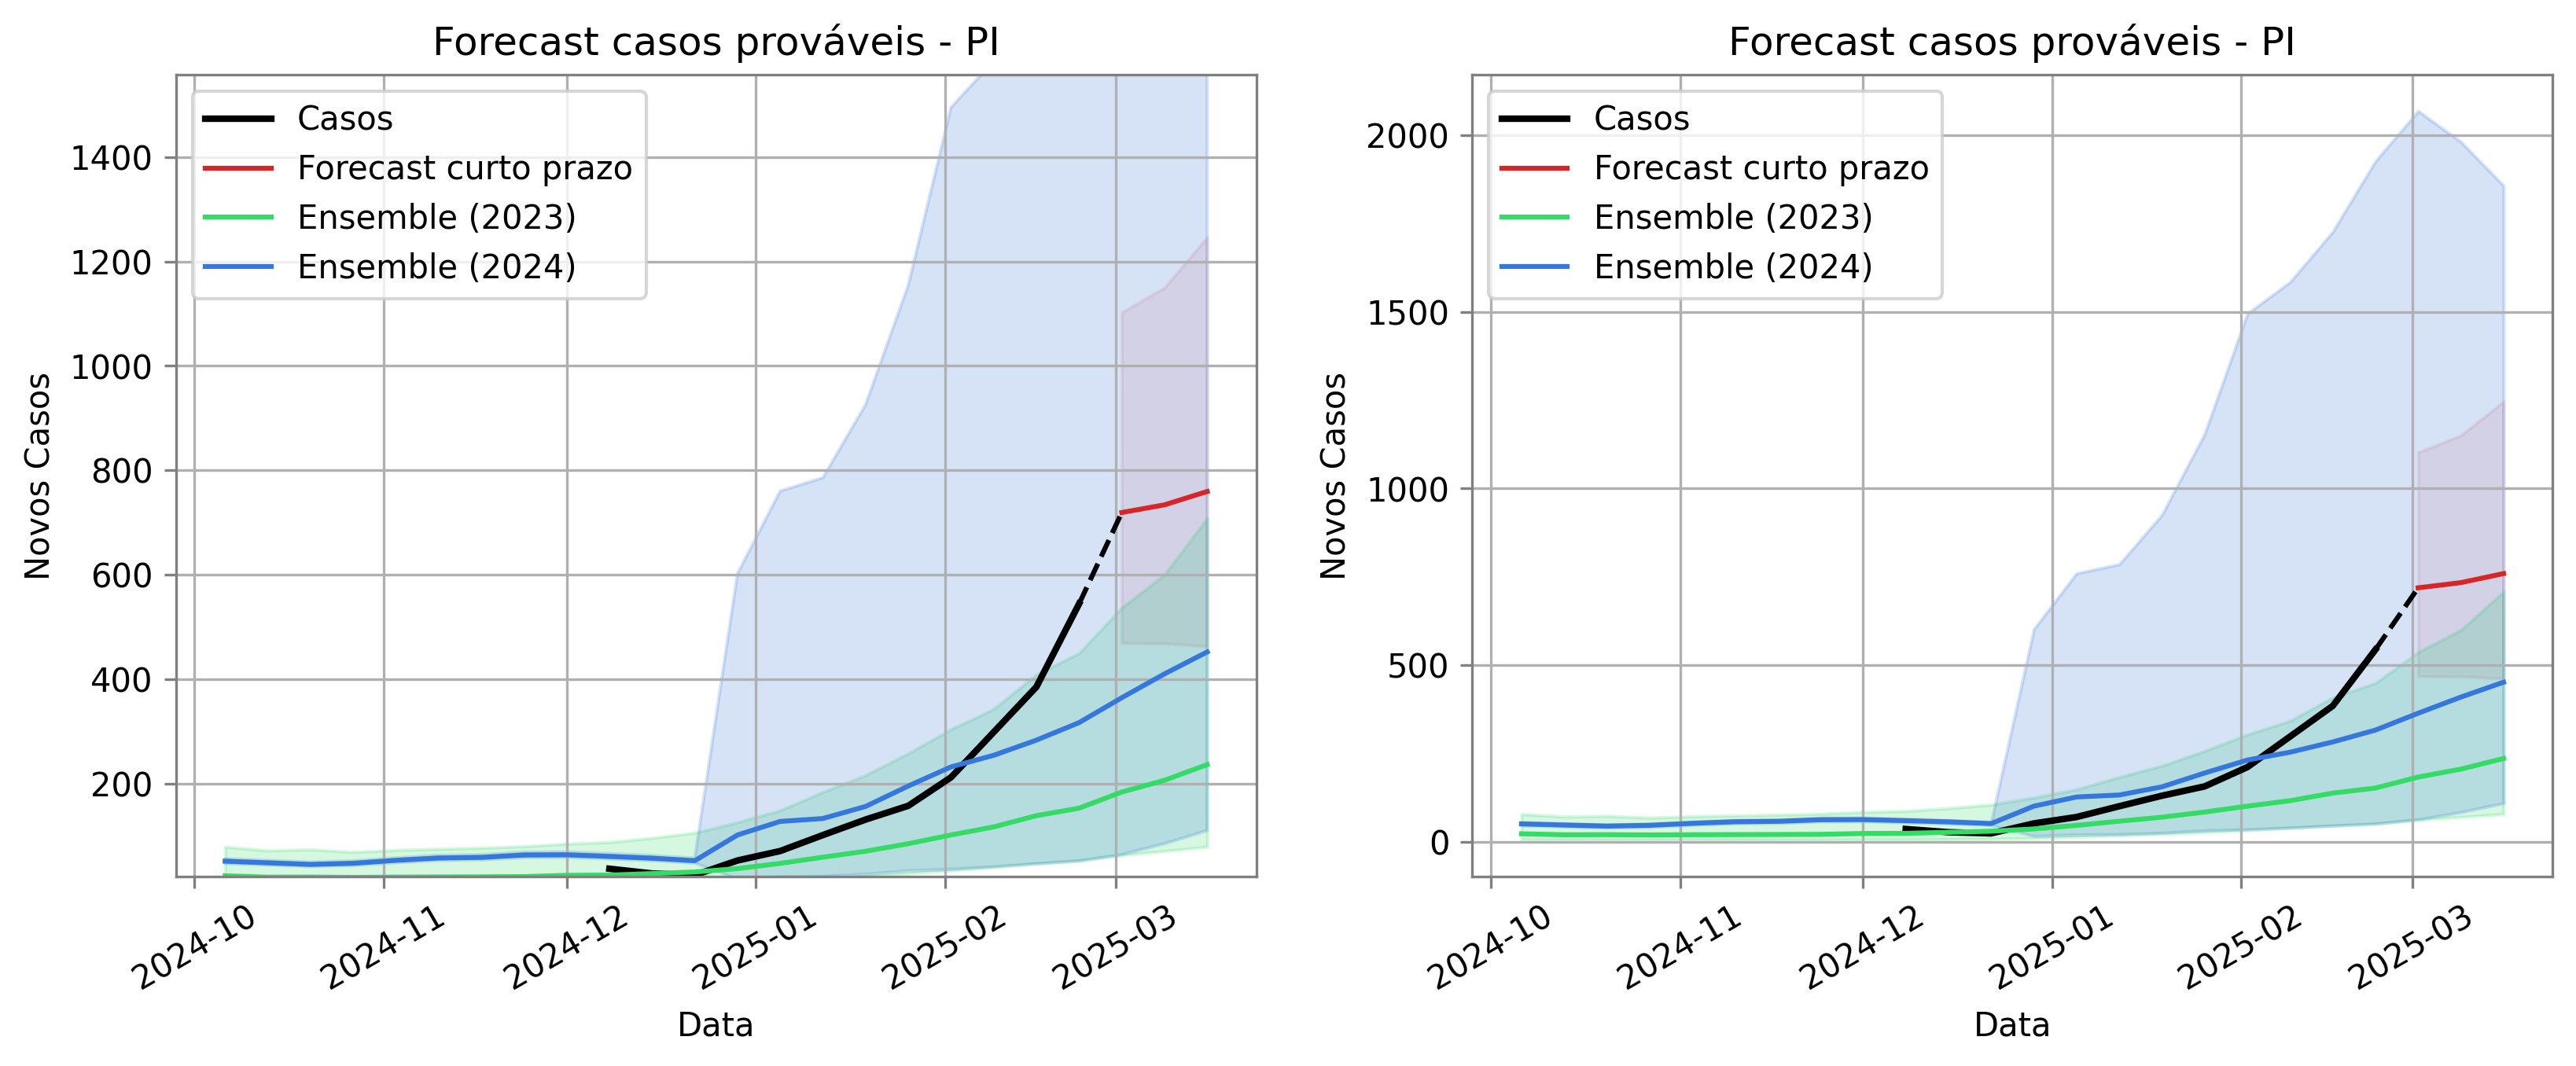 Forecast casos prováveis - PI
Casos
Forecast curto prazo
Ensemble (2023)
Ensemble (2024)
1400
1200
1000
800
600
400
200
Novos Casos
2024-10
2024-11
2024-12
2025-01
2025-02
2025-03
Data
Forecast casos prováveis - PI
Casos
Forecast curto prazo
Ensemble (2023)
Ensemble (2024)
2000
1500
1000
500
0
Novos Casos
2024-10
2024-11
2024-12
2025-01
2025-02
2025-03
Data